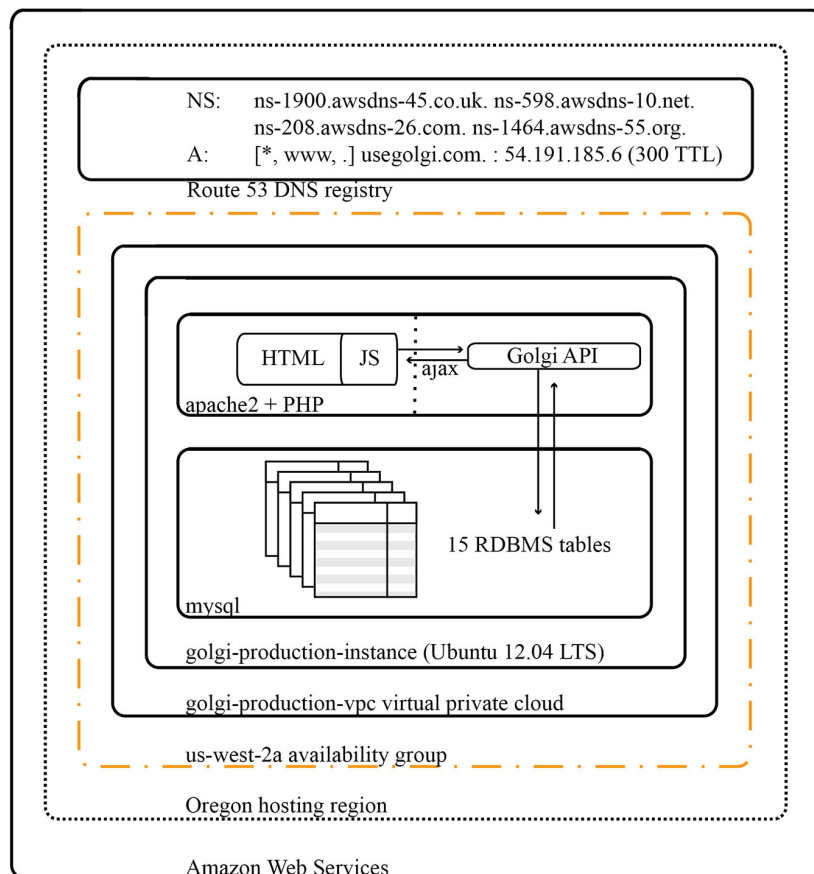 NS: ns-1900.awsdns-45.co.uk. ns-598.awsdns-10.net.
ns-208.awsdns-26.com. ns-1464.awsdns-55.org.
A: [*, www, .] usegolgi.com. : 54.191.185.6 (300 TTL)
Route 53 DNS registry
HTML JS Golgi API
ajax
apache2 + PHP
15 RDBMS tables
mysql
golgi-production-instance (Ubuntu 12.04 LTS)
golgi-production-vpc virtual private cloud
us-west-2a availability group
Oregon hosting region
Amazon Web Services